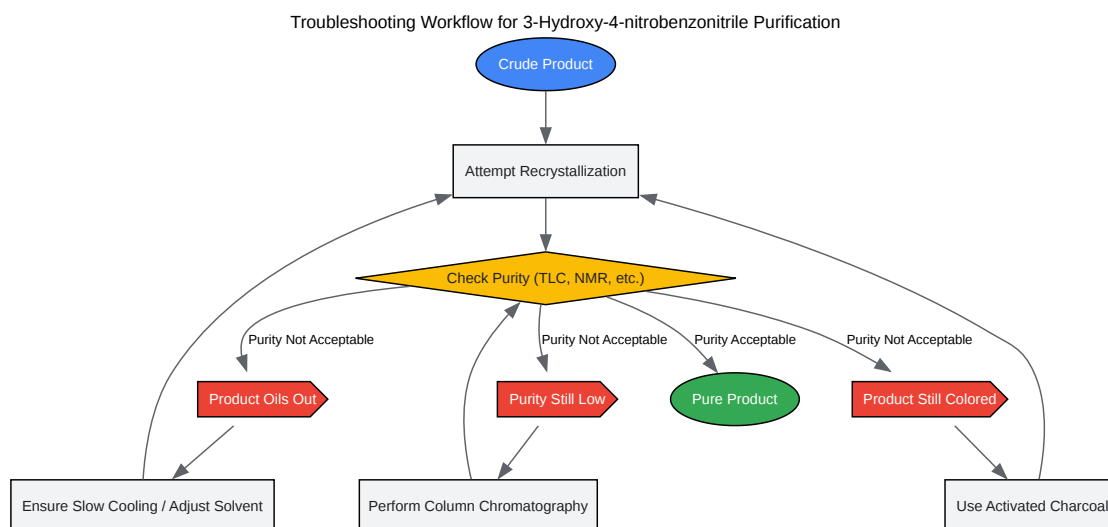 Troubleshooting Workflow for 3-Hydroxy-4-nitrobenzonitrile Purification
Crude Product
Attempt Recrystallization
Check Purity (TLC, NMR, etc.)
Purity Not Acceptable
Purity Not Acceptable
Purity Acceptable
Purity Not Acceptable
Product Oils Out
Purity Still Low
Pure Product
Product Still Colored
Ensure Slow Cooling / Adjust Solvent
Perform Column Chromatography
Use Activated Charcoal